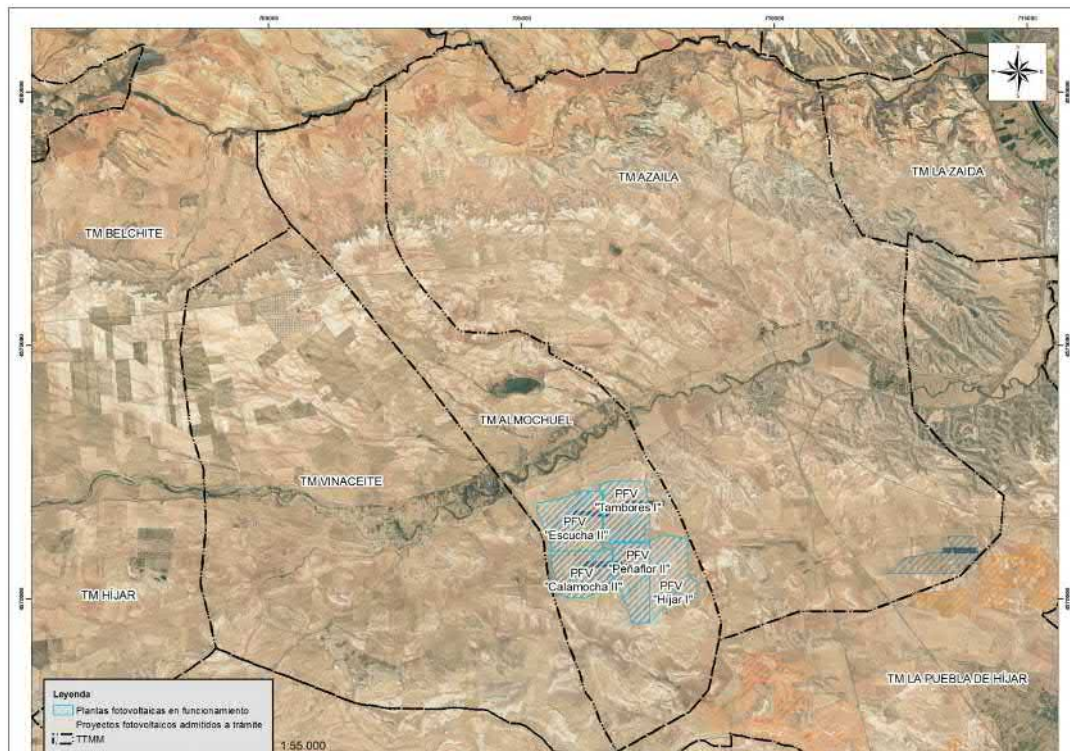 TM AZAILA
TM LA ZAIDA
TM BELCHITE
TM ALMOCHUEL
TM VINACEITE
PFV
"Tambores I"
PFV
"Escucha II"
PFV
"Peñaflor II"
PFV
"Calamocha II"
PFV
"Híjar I"
TM HÍJAR
TM LA PUEBLA DE HÍJAR
Leyenda
Plantas fotovoltaicas en funcionamiento
Proyectos fotovoltaicos admitidos a trámite
TTMM
1:55.000